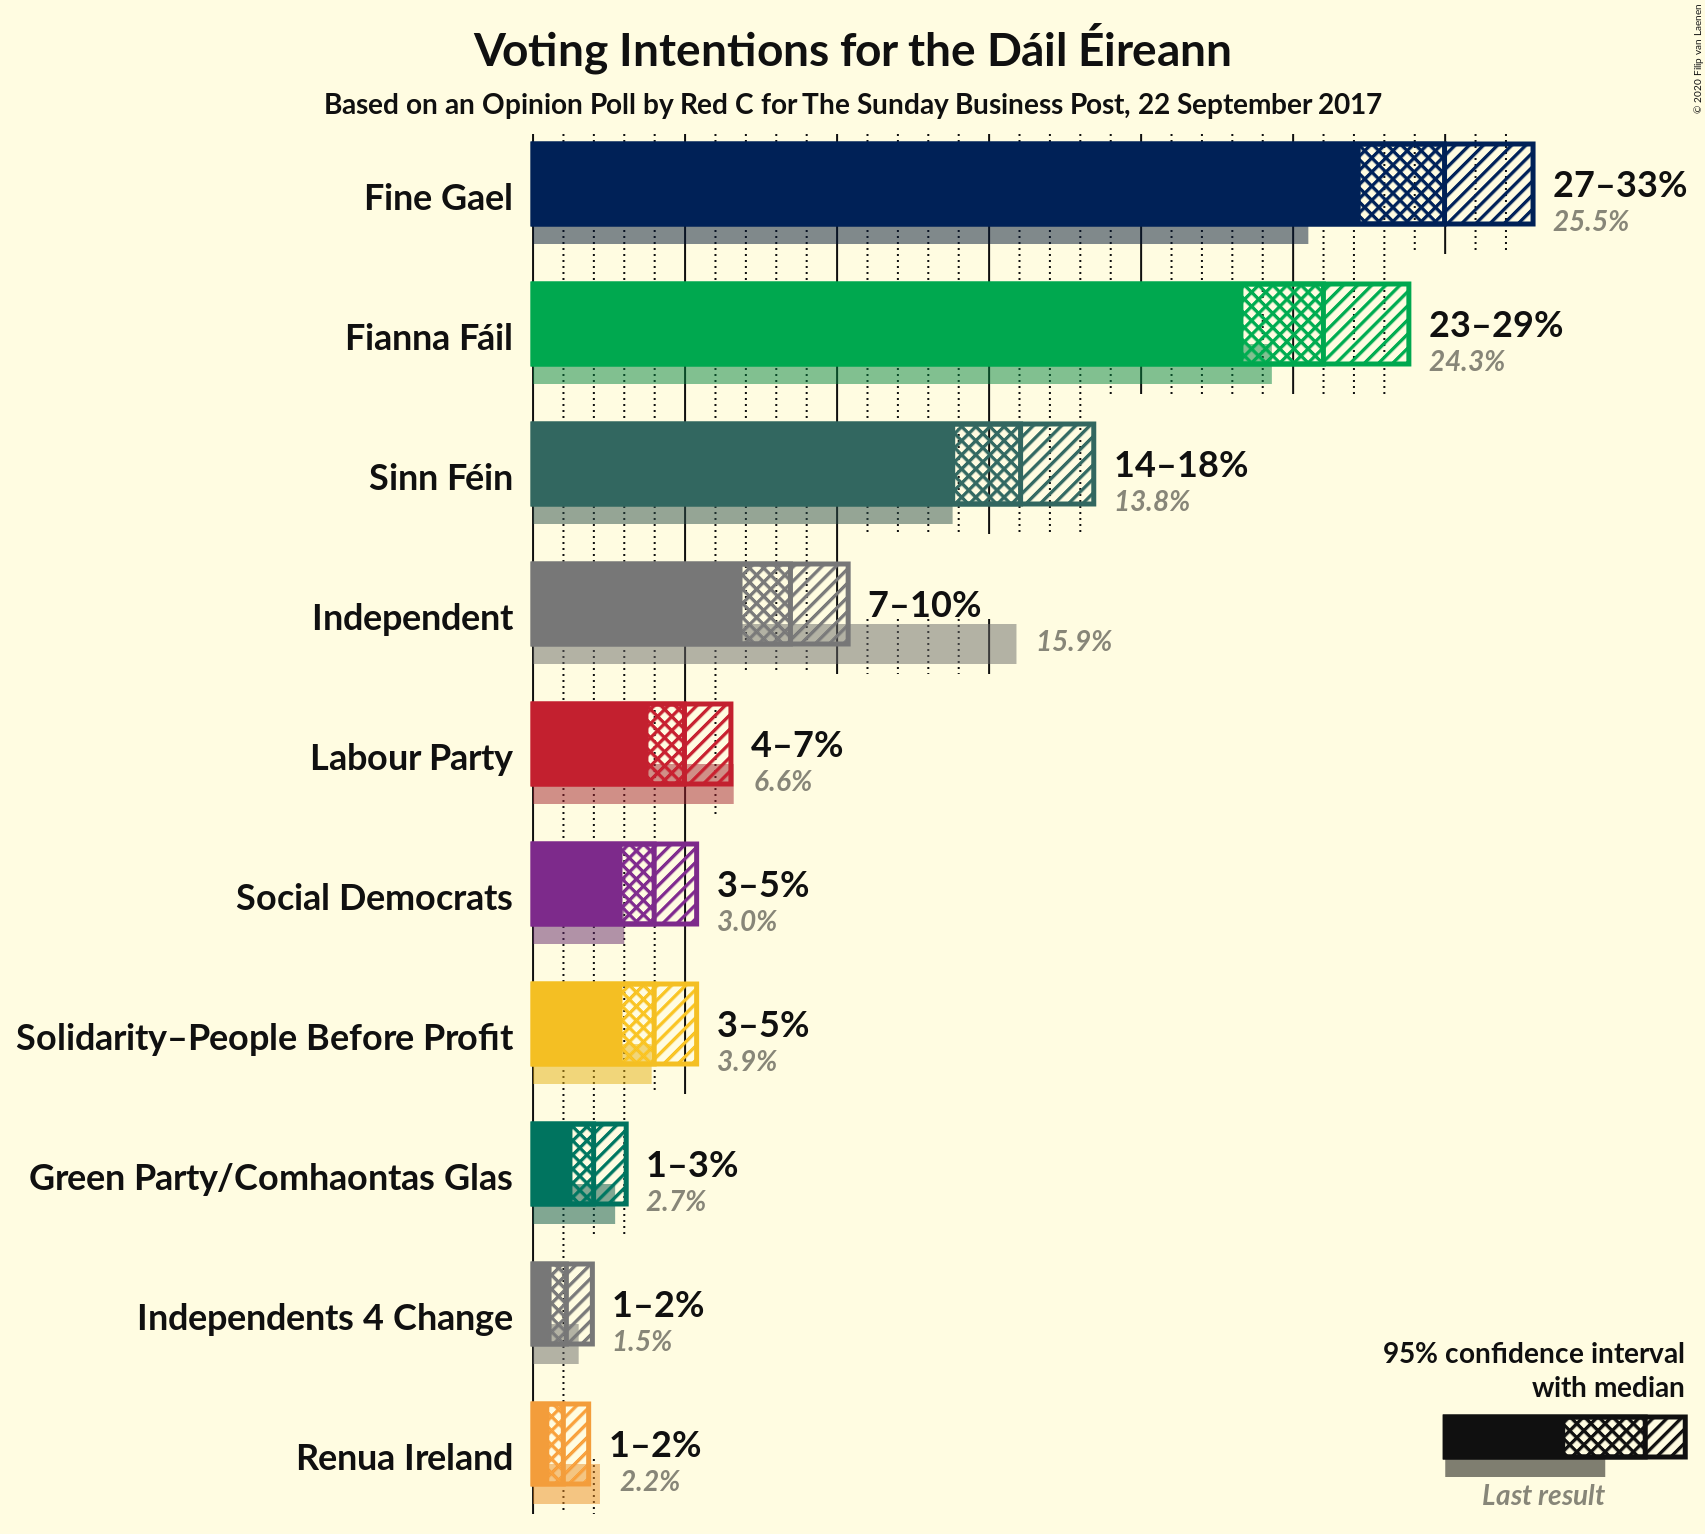 Voting Intentions for the Dáil Éireann
Based on an Opinion Poll by Red C for The Sunday Business Post, 22 September 2017
© 2020 Filip van Laenen
Fine Gael
27–33%
25.5%
Fianna Fáil
23–29%
24.3%
Sinn Féin
14–18%
13.8%
Independent
7–10%
15.9%
Labour Party
4–7%
6.6%
Social Democrats
3–5%
3.0%
Solidarity–People Before Profit
3–5%
3.9%
Green Party/Comhaontas Glas
1–3%
2.7%
Independents 4 Change
1–2%
1.5%
Renua Ireland
1–2%
2.2%
95% confidence interval
with median
Last result